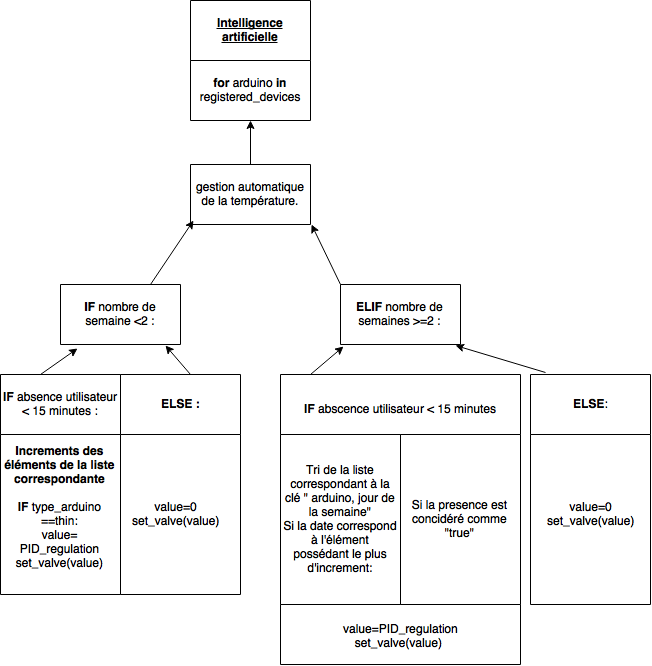 Intelligence
artificielle
for arduino in
registered_devices
gestion automatique
de la température.
IF nombre de
semaine <2 :
ELIF nombre de
semaines >=2 :
IF absence utilisateur
< 15 minutes :
ELSE :
Increments des
éléments de la liste
correspondante
IF type_arduino
==thin:
value=
PID_regulation
set_valve(value)
value=0
set_valve(value)
IF abscence utilisateur < 15 minutes
Tri de la liste
correspondant à la
clé " arduino, jour de
la semaine"
Si la date correspond
à l'élément
possédant le plus
d'increment:
Si la presence est
concidéré comme
"true"
value=PID_regulation
set_valve(value)
ELSE:
value=0
set_valve(value)